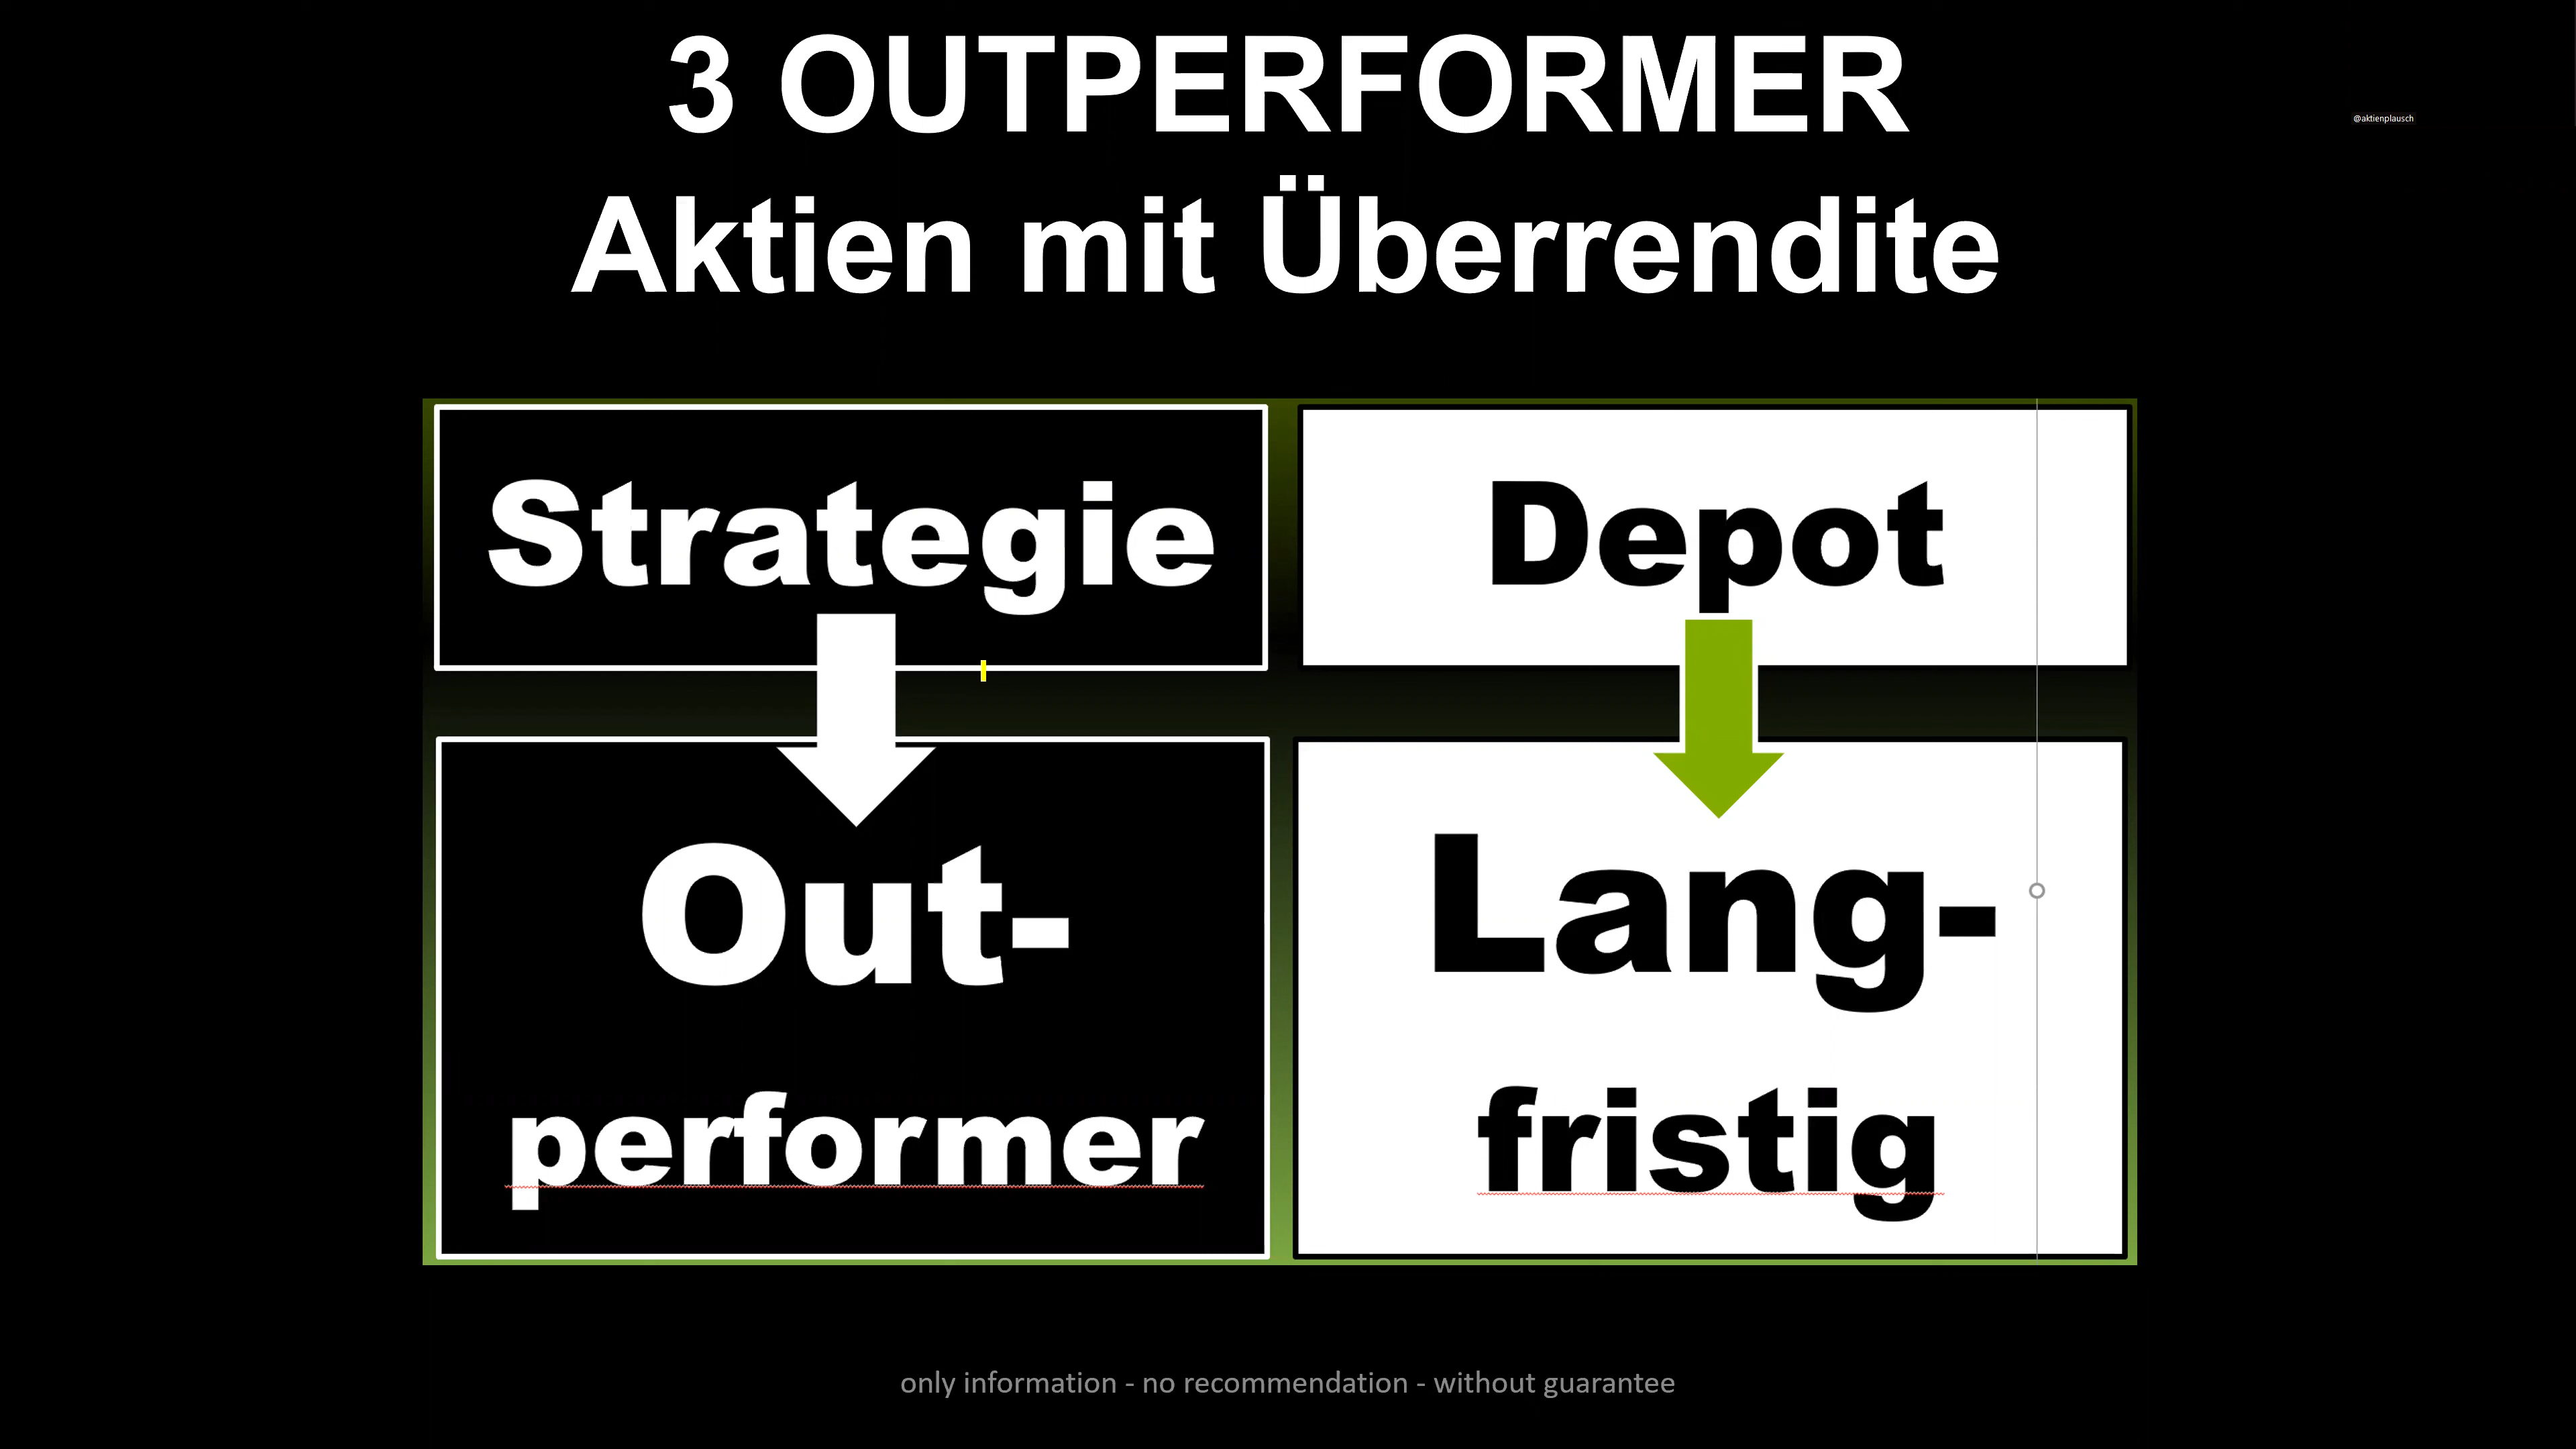 3 OUTPERFORMER
@aktienplausch
Aktien mit Überrendite
Strategie
Depot
Out-
performer
Lang-
fristig
only information - no recommendation - without guarantee